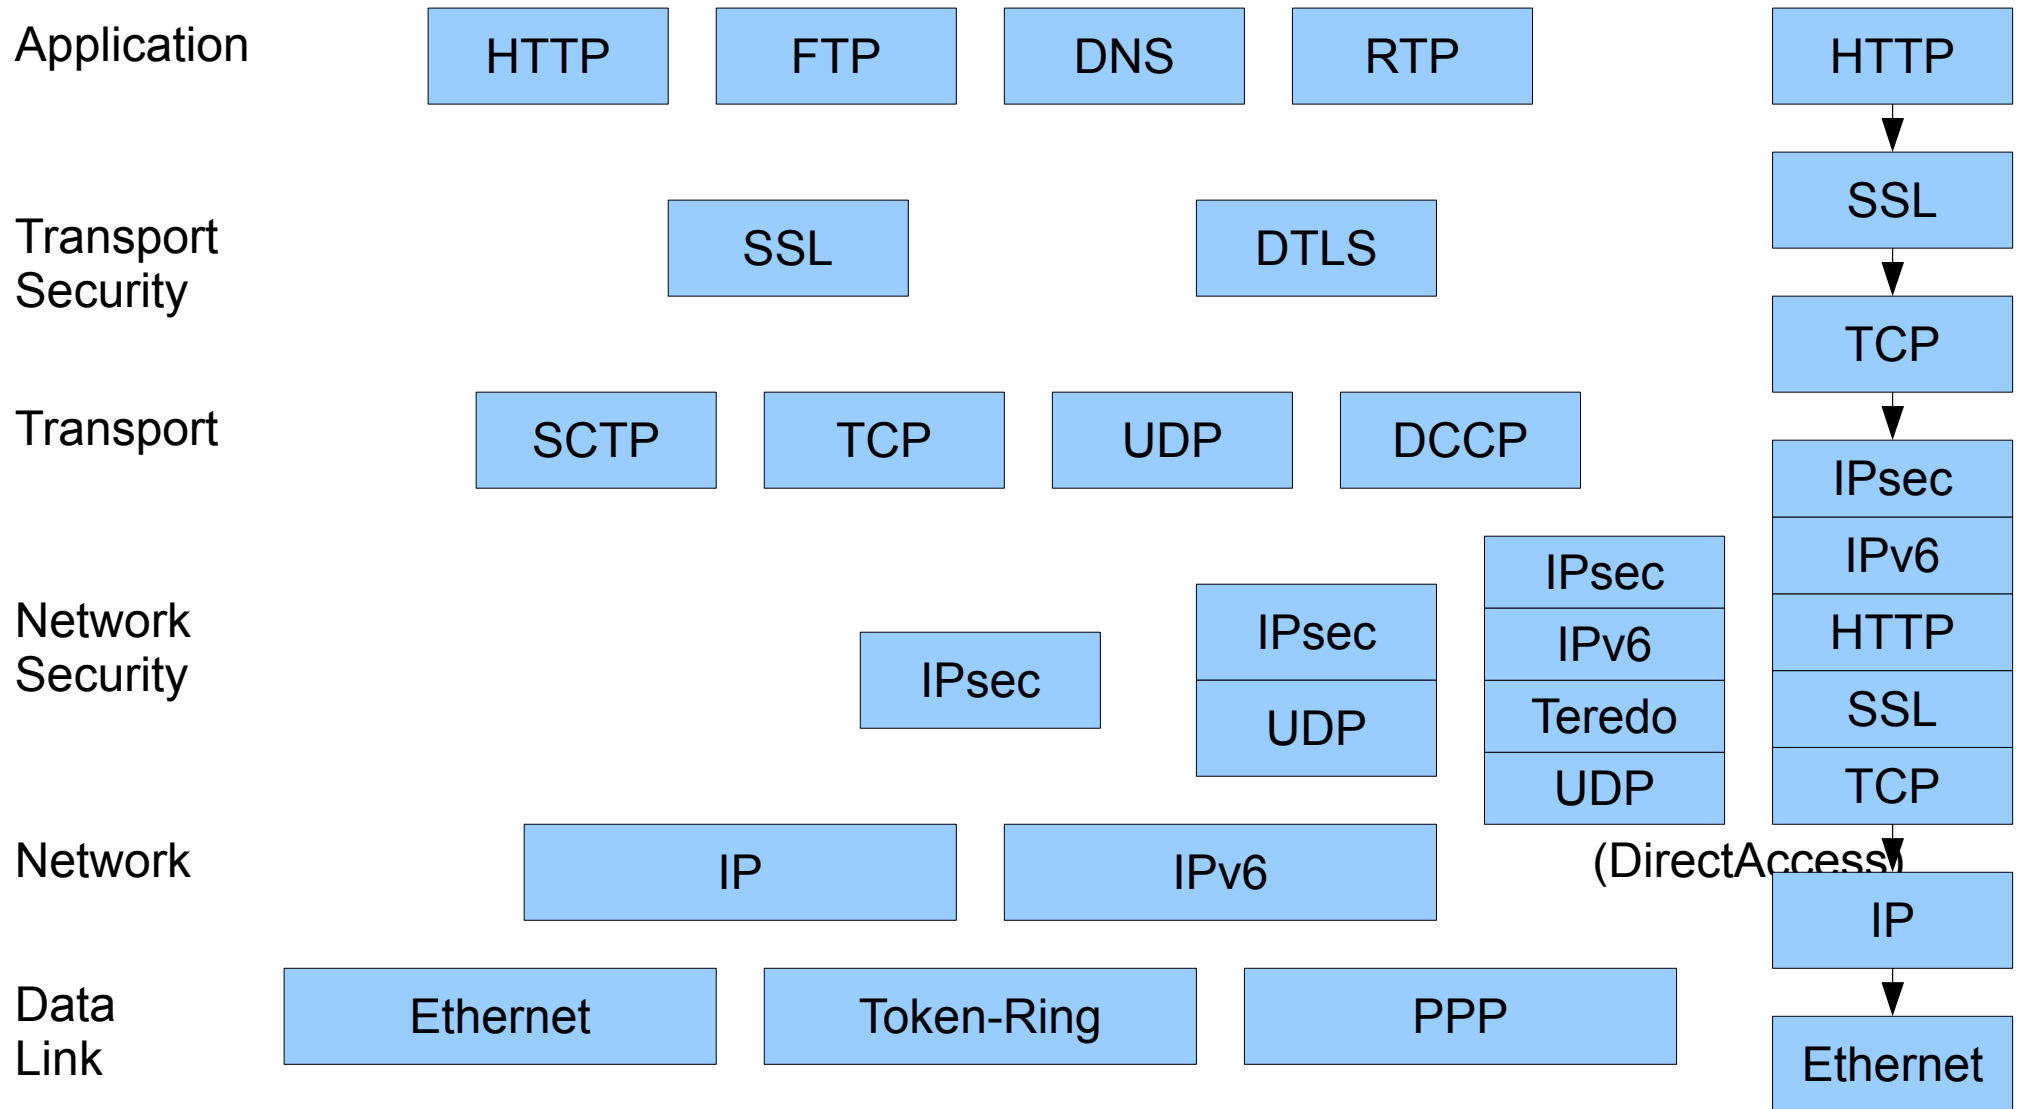 Application
HTTP
FTP
DNS
RTP
HTTP
SSL
Transport
Security
SSL
DTLS
TCP
Transport
SCTP
TCP
UDP
DCCP
IPsec
IPv6
IPsec
Network
Security
IPsec
IPsec
UDP
IPv6
Teredo
UDP
HTTP
SSL
TCP
Network
IP
IPv6
(DirectAccess)
IP
Data
Link
Ethernet
Token-Ring
PPP
Ethernet